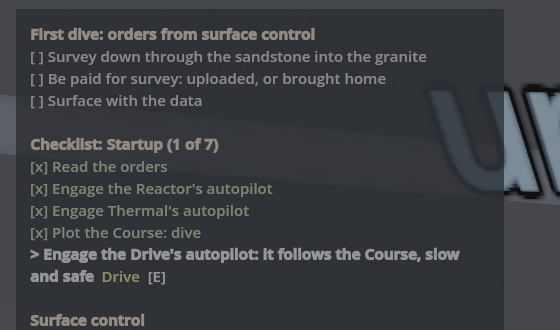 First dive: orders from surface control
[ ] Survey down through the sandstone into the granite
[ ] Be paid for survey: uploaded, or brought home
[ ] Surface with the data
Checklist: Startup (1 of 7)
[x] Read the orders
[x] Engage the Reactor's autopilot
[x] Engage Thermal's autopilot
[x] Plot the Course: dive
> Engage the Drive's autopilot: it follows the Course, slow
and safe Drive [E]
Surface control